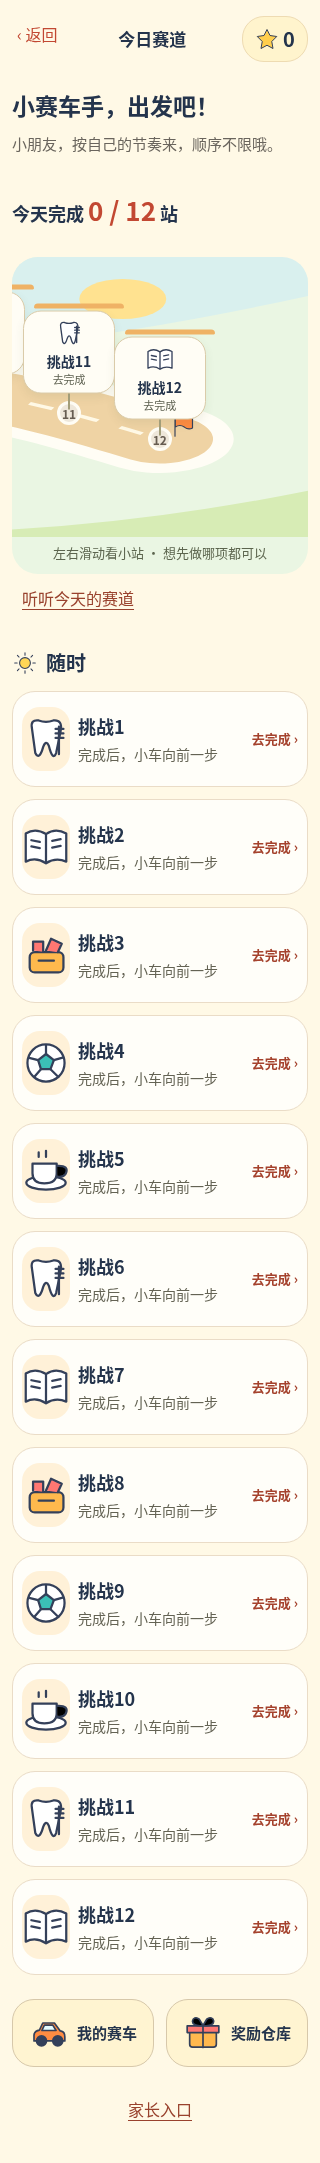 ‹ 返回
今日赛道
0
小赛车手，出发吧！
小朋友，按自己的节奏来，顺序不限哦。
今天完成 0 / 12 站
挑战11
去完成
11
挑战12
去完成
12
左右滑动看小站 · 想先做哪项都可以
听听今天的赛道
随时
挑战1
完成后，小车向前一步
去完成 ›
挑战2
完成后，小车向前一步
去完成 ›
挑战3
完成后，小车向前一步
去完成 ›
挑战4
完成后，小车向前一步
去完成 ›
挑战5
完成后，小车向前一步
去完成 ›
挑战6
完成后，小车向前一步
去完成 ›
挑战7
完成后，小车向前一步
去完成 ›
挑战8
完成后，小车向前一步
去完成 ›
挑战9
完成后，小车向前一步
去完成 ›
挑战10
完成后，小车向前一步
去完成 ›
挑战11
完成后，小车向前一步
去完成 ›
挑战12
完成后，小车向前一步
去完成 ›
我的赛车
奖励仓库
家长入口